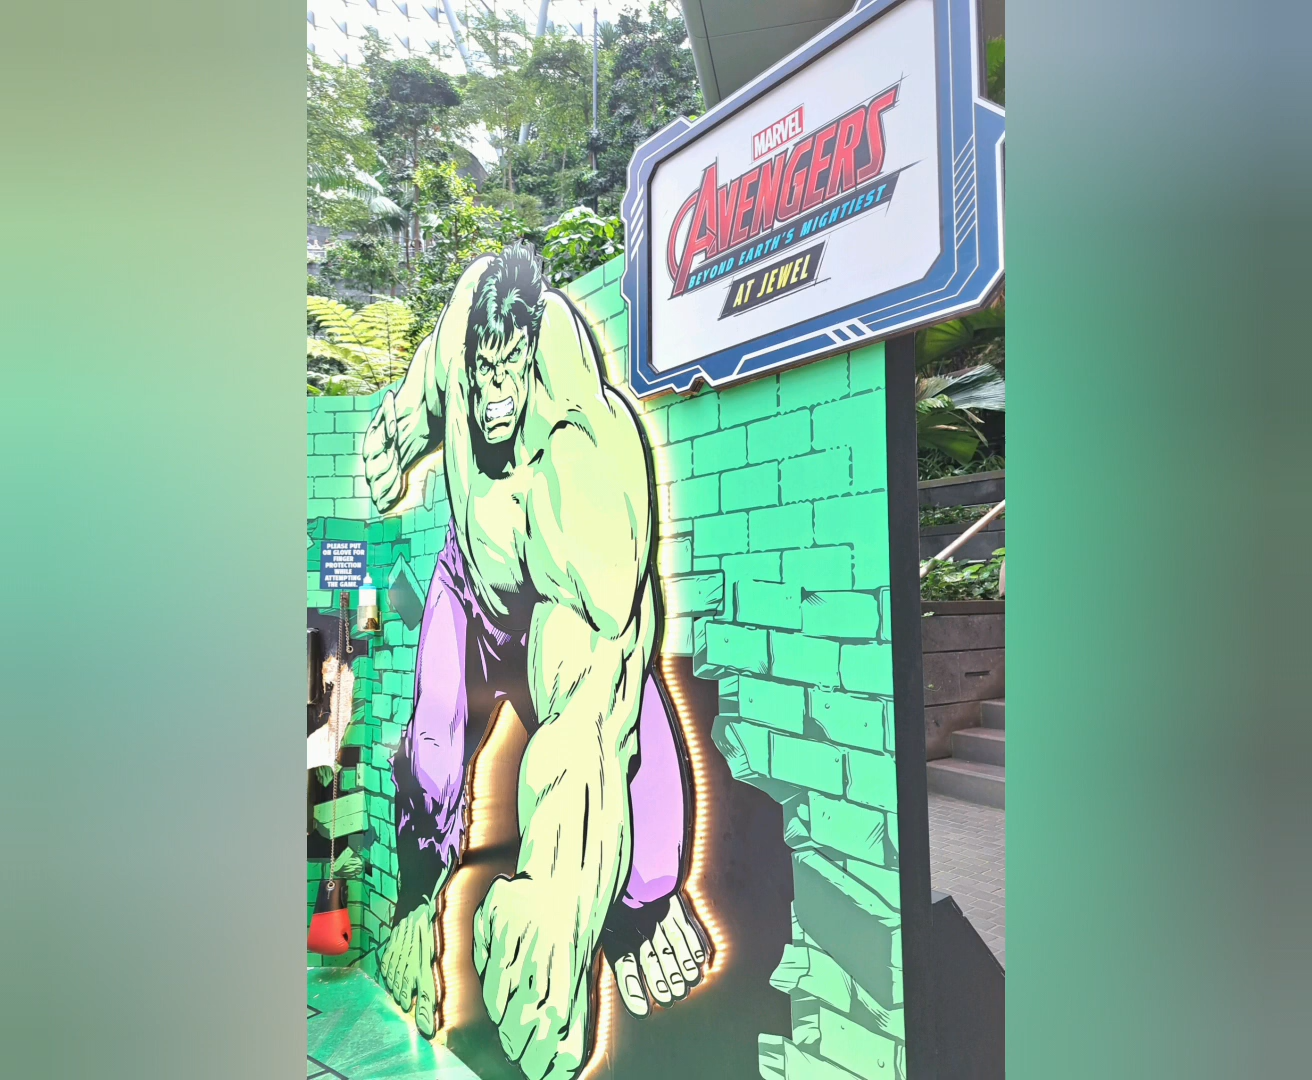 MARVEL
AVENGERS
BEYOND EARTH'S MIGHTIEST
AT JEWEL
PLEASE PUT
ON GLOVE FOR
FINGER
PROTECTION
WHILE
ATTEMPTING
THE GAME